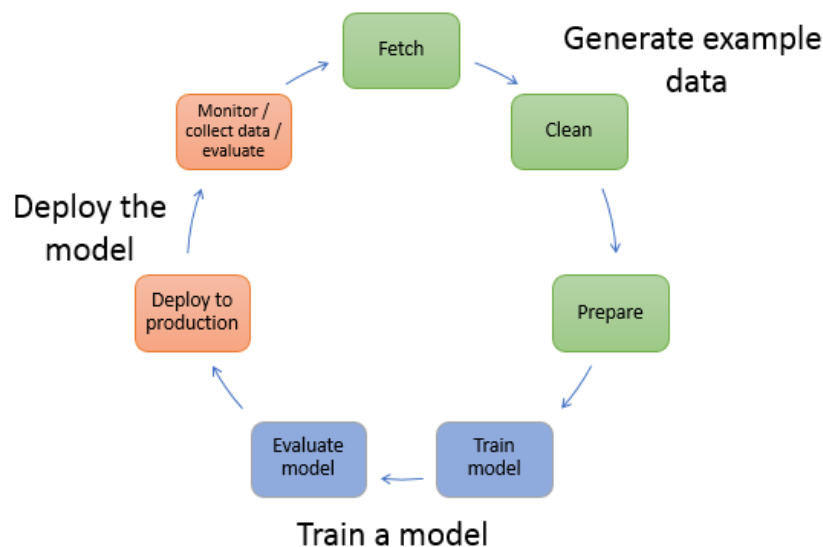 Fetch
Generate example
data
Clean
Prepare
Train
model
Train a model
Evaluate
model
Deploy to
production
Deploy the
model
Monitor /
collect data /
evaluate